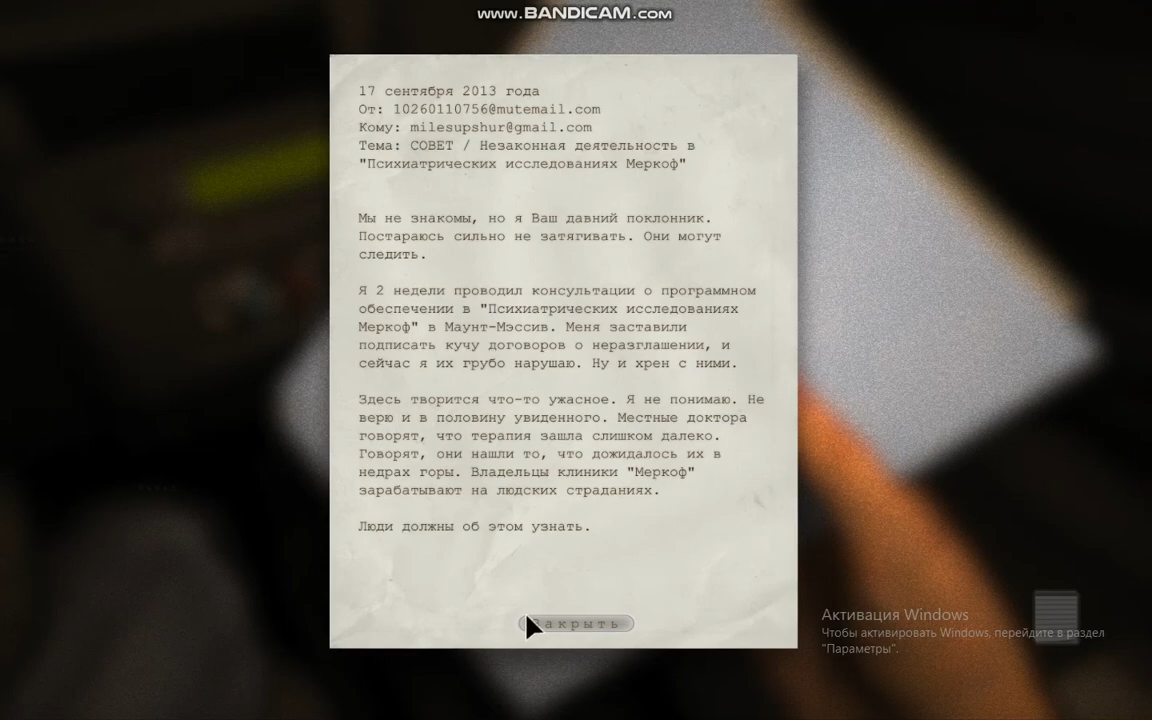 www.BANDICAM.com
17 сентября 2013 года
От: 10260110756@mutemail.com
Кому: milesupshur@gmail.com
Тема: СОВЕТ / Незаконная деятельность в
"Психиатрических исследованиях Меркоф"
Мы не знакомы, но я Ваш давний поклонник.
Постараюсь сильно не затягивать. Они могут
следить.
Я 2 недели проводил консультации о программном
обеспечении в "Психиатрических исследованиях
Меркоф" в Маунт-Мэссив. Меня заставили
подписать кучу договоров о неразглашении, и
сейчас я их грубо нарушаю. Ну и хрен с ними.
Здесь творится что-то ужасное. Я не понимаю. Не
верю и в половину увиденного. Местные доктора
говорят, что терапия зашла слишком далеко.
Говорят, они нашли то, что дожидалось их в
недрах горы. Владельцы клиники "Меркоф"
зарабатывают на людских страданиях.
Люди должны об этом узнать.
Закрыть
Активация Windows
Чтобы активировать Windows, перейдите в раздел
"Параметры".